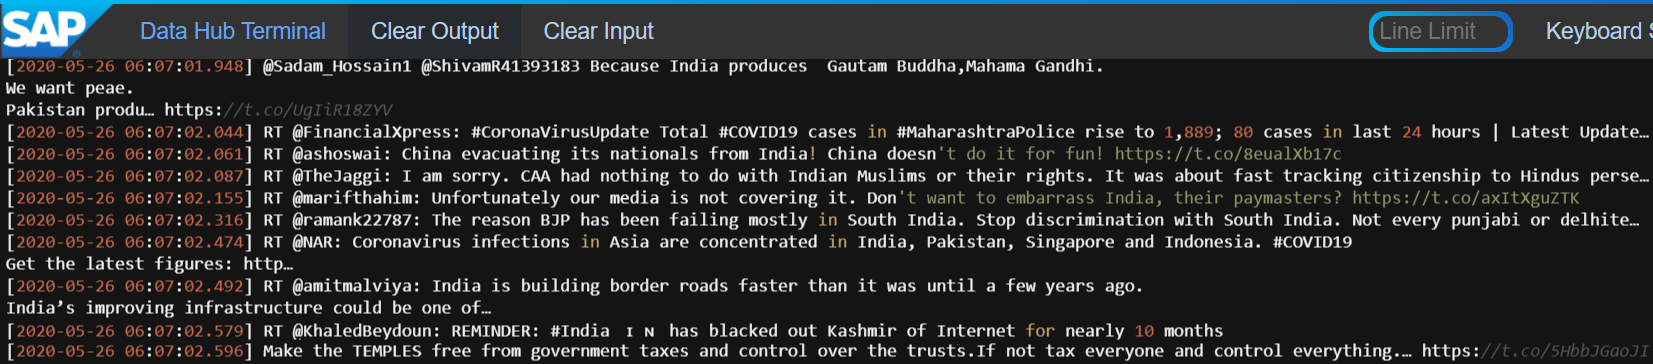 SAP Data Hub Terminal Clear Output Clear Input Line Limit Keyboard S
[2020-05-26 06:07:01.948] @Sadam_Hossain1 @ShivamR41393183 Because India produces  Gautam Buddha,Mahama Gandhi.
We want peae.
Pakistan produ… https://t.co/UgIiR18ZYV
[2020-05-26 06:07:02.044] RT @FinancialXpress: #CoronaVirusUpdate Total #COVID19 cases in #MaharashtraPolice rise to 1,889; 80 cases in last 24 hours | Latest Update…
[2020-05-26 06:07:02.061] RT @ashoswai: China evacuating its nationals from India! China doesn't do it for fun! https://t.co/8eualXb17c
[2020-05-26 06:07:02.087] RT @TheJaggi: I am sorry. CAA had nothing to do with Indian Muslims or their rights. It was about fast tracking citizenship to Hindus perse…
[2020-05-26 06:07:02.155] RT @marifthahim: Unfortunately our media is not covering it. Don't want to embarrass India, their paymasters? https://t.co/axItXguZTK
[2020-05-26 06:07:02.316] RT @ramank22787: The reason BJP has been failing mostly in South India. Stop discrimination with South India. Not every punjabi or delhite…
[2020-05-26 06:07:02.474] RT @NAR: Coronavirus infections in Asia are concentrated in India, Pakistan, Singapore and Indonesia. #COVID19
Get the latest figures: http…
[2020-05-26 06:07:02.492] RT @amitmalviya: India is building border roads faster than it was until a few years ago.
India’s improving infrastructure could be one of…
[2020-05-26 06:07:02.579] RT @KhaledBeydoun: REMINDER: #India 🇮 🇳 has blacked out Kashmir of Internet for nearly 10 months
[2020-05-26 06:07:02.596] Make the TEMPLES free from government taxes and control over the trusts.If not tax everyone and control everything.… https://t.co/5HbbJGaoJI